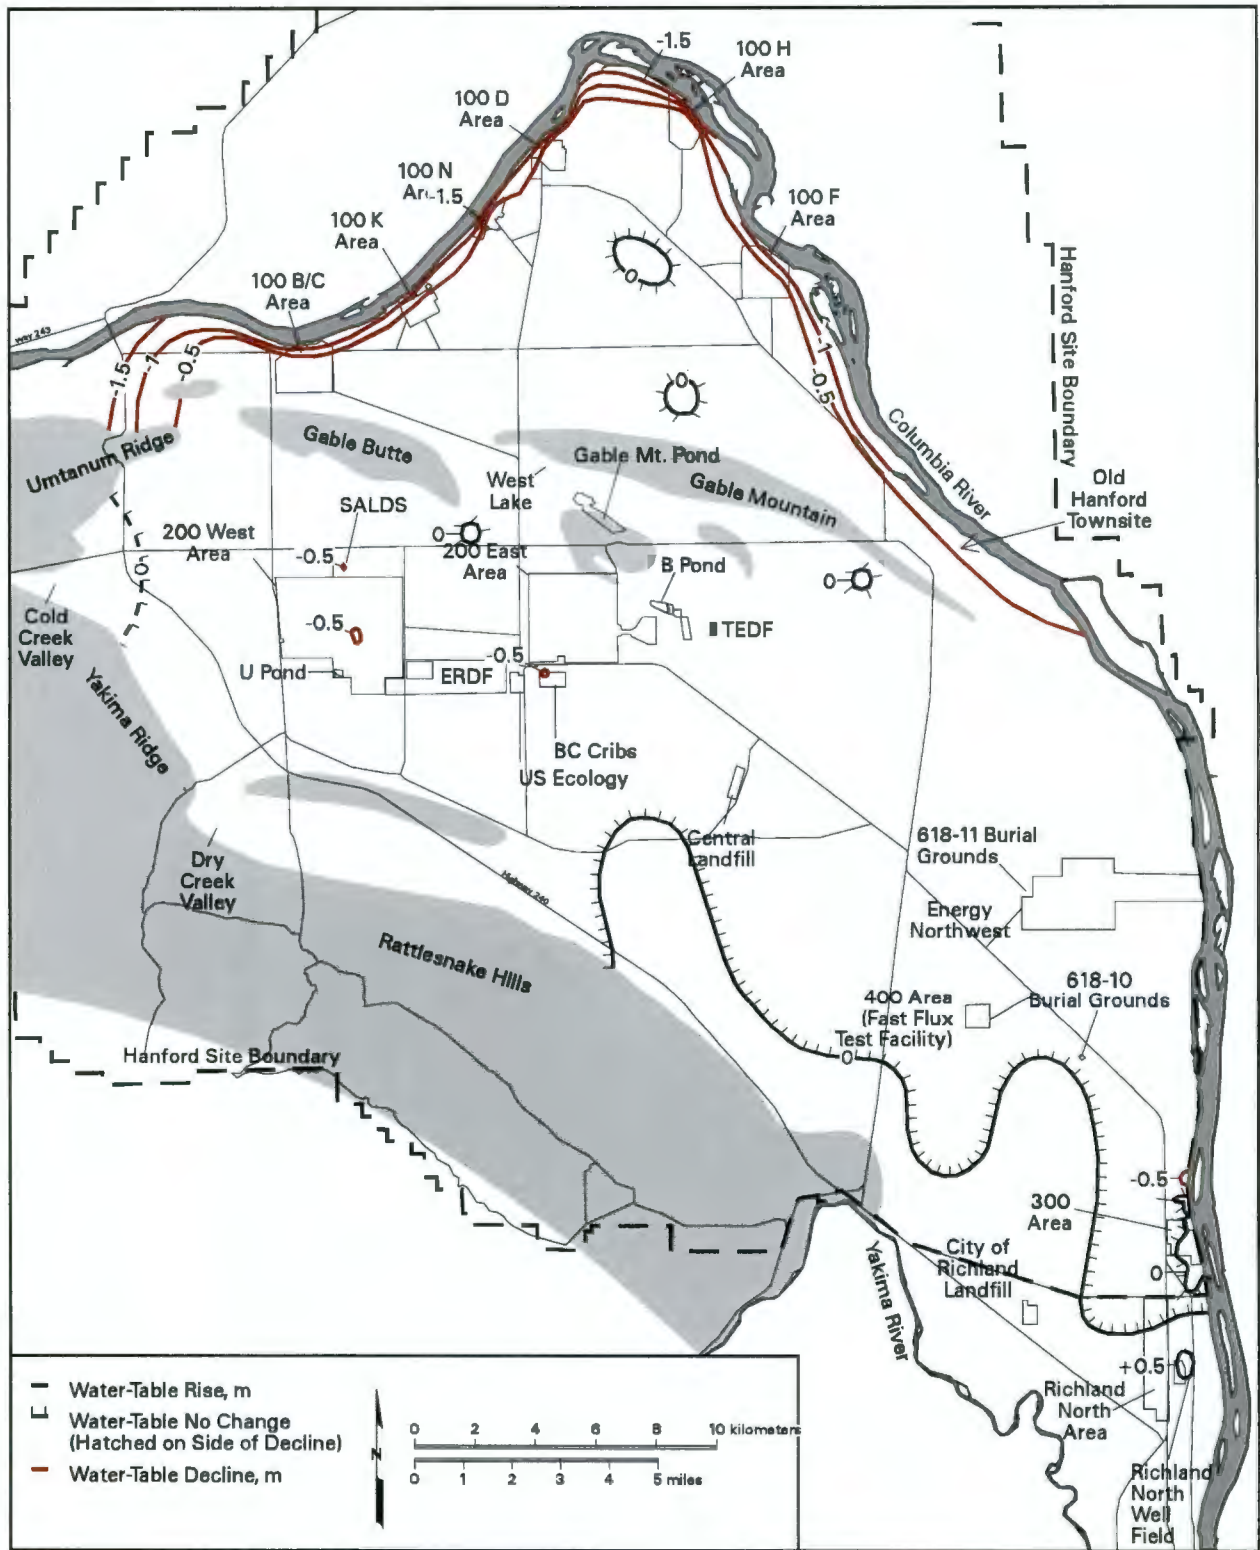 -1.5
100 H
Area
100 D
Area
100 N
Ar
-1.5
100 F
Area
100 K
Area
0
100 B/C
Area
Hanford Site Boundary
way 243
-1.5
-1
-0.5
-1
-0.5
0
Columbia River
Umtanum Ridge
Gable Butte
Gable Mt. Pond
West
Lake
Gable Mountain
Old
Hanford
Townsite
SALDS
0
200 West
Area
-0.5
200 East
Area
B Pond
0
0
Cold
Creek
Valley
-0.5
TEDF
-0.5
U Pond
ERDF
Yakima Ridge
BC Cribs
US Ecology
Central
Landfill
618-11 Burial
Grounds
Dry
Creek
Valley
Highway 240
Energy
Northwest
Rattlesnake Hills
618-10
Burial Grounds
400 Area
(Fast Flux
Test Facility)
Hanford Site Boundary
0
-0.5
300
Area
City of
Richland
Landfill
0
Yakima River
+0.5
Richland
North
Area
Richland
North
Well
Field
Water-Table Rise, m
Water-Table No Change
(Hatched on Side of Decline)
Water-Table Decline, m
N
0 2 4 6 8 10 kilometers
0 1 2 3 4 5 miles